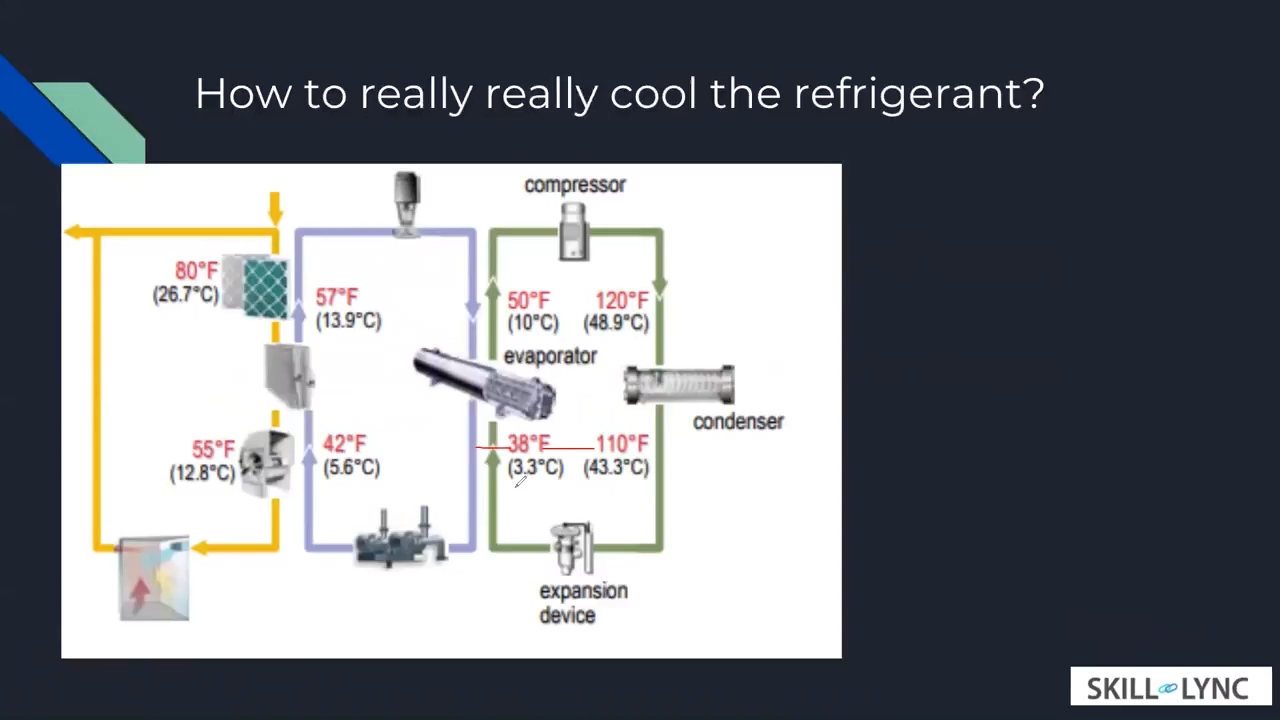 How to really really cool the refrigerant?
compressor
80°F
(26.7°C)
57°F
(13.9°C)
50°F
(10°C)
120°F
(48.9°C)
evaporator
condenser
55°F
(12.8°C)
42°F
(5.6°C)
38°F
(3.3°C)
110°F
(43.3°C)
expansion
device
SKILL LYNC